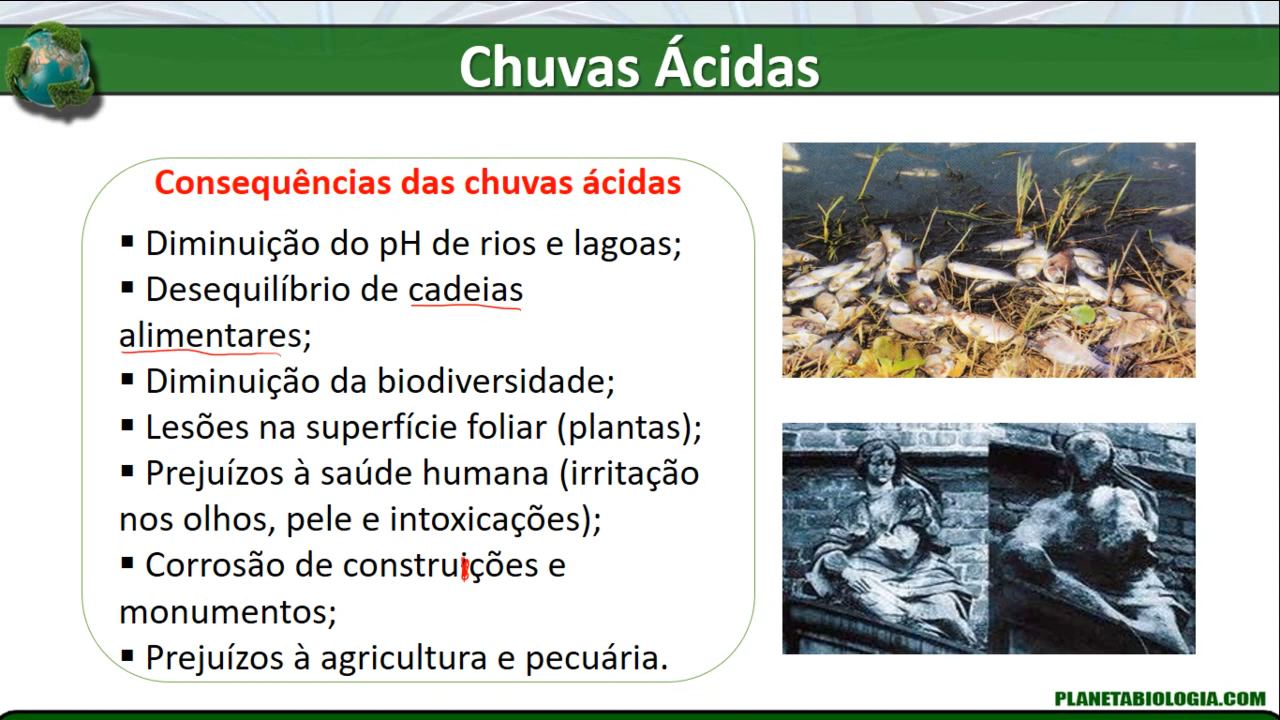 Chuvas Ácidas
Consequências das chuvas ácidas
▪ Diminuição do pH de rios e lagoas;
▪ Desequilíbrio de cadeias
alimentares;
▪ Diminuição da biodiversidade;
▪ Lesões na superfície foliar (plantas);
▪ Prejuízos à saúde humana (irritação
nos olhos, pele e intoxicações);
▪ Corrosão de construições e
monumentos;
▪ Prejuízos à agricultura e pecuária.
PLANETABIOLOGIA.COM